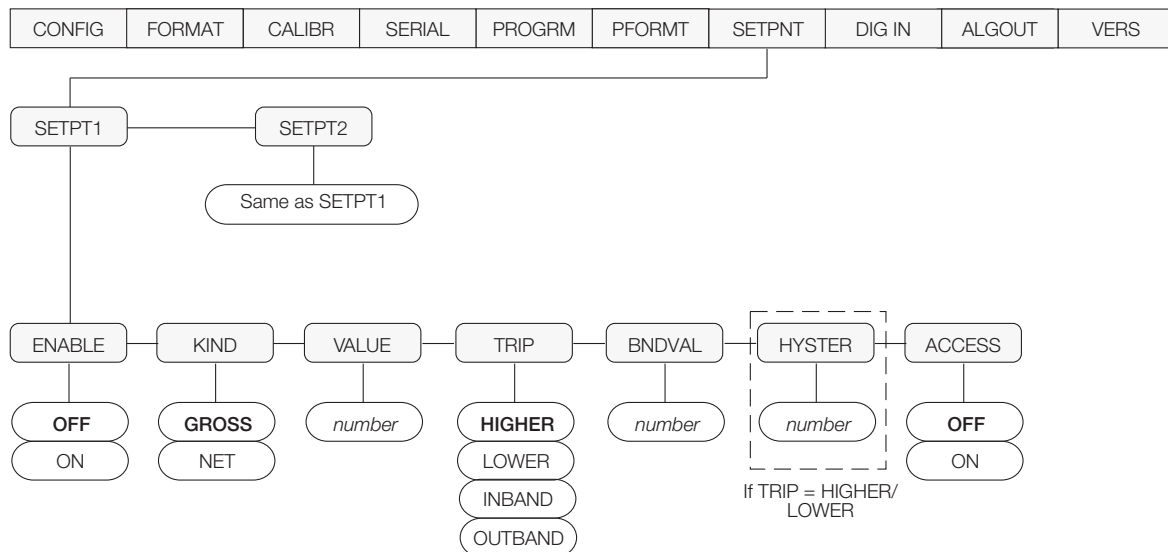 CONFIG FORMAT CALIBR SERIAL PROGRM PFORMT SETPNT DIG IN ALGOUT VERS
SETPT1 SETPT2
Same as SETPT1
ENABLE KIND VALUE TRIP BNDVAL HYSTER ACCESS
OFF GROSS number HIGHER number number OFF
ON NET LOWER ON
INBAND
OUTBAND
If TRIP = HIGHER/
LOWER